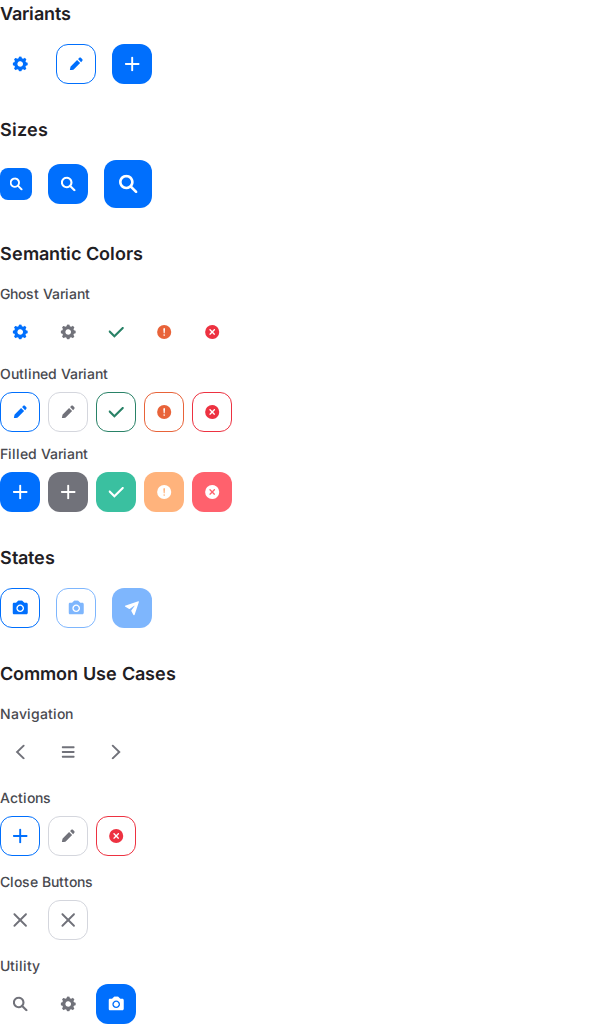 Variants
Sizes
Semantic Colors
Ghost Variant
Outlined Variant
Filled Variant
States
Common Use Cases
Navigation
Actions
Close Buttons
Utility